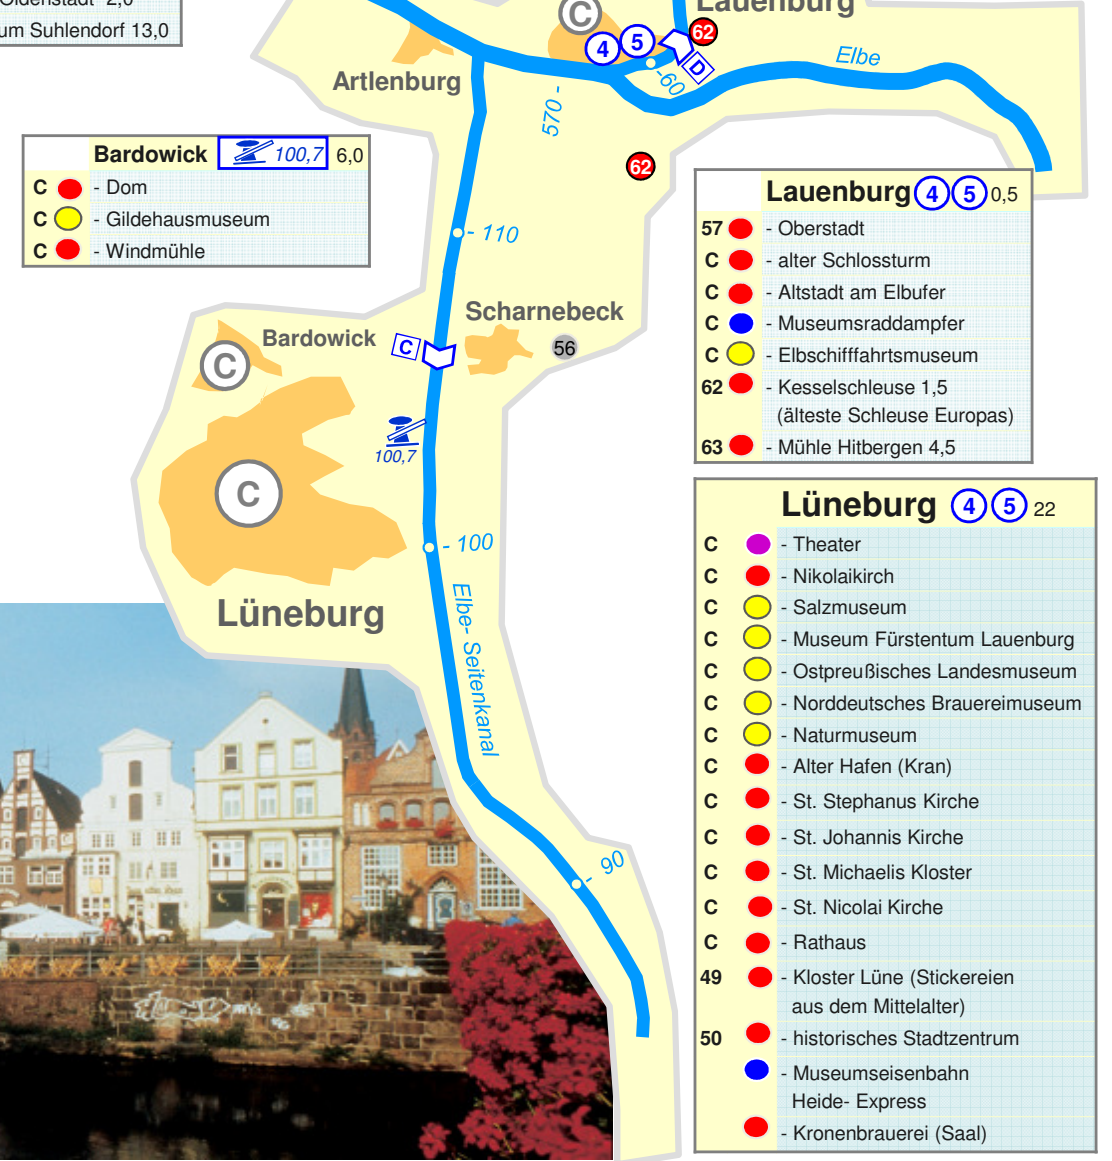 Oldenstadt 2,0
um Suhlendorf 13,0
Lauenburg
C
62
4 5
D
Elbe
-60
570 -
Artlenburg
62
Bardowick 100,7 6,0
C - Dom
C - Gildehausmuseum
C - Windmühle
- 110
Scharnebeck
56
Bardowick
C
C
100,7
C
- 100
Lüneburg
Elbe- Seitenkanal
- 90
Lauenburg 4 5 0,5
57 - Oberstadt
C - alter Schlossturm
C - Altstadt am Elbufer
C - Museumsraddampfer
C - Elbschifffahrtsmuseum
62 - Kesselschleuse 1,5
(älteste Schleuse Europas)
63 - Mühle Hitbergen 4,5
Lüneburg 4 5 22
C - Theater
C - Nikolaikirch
C - Salzmuseum
C - Museum Fürstentum Lauenburg
C - Ostpreußisches Landesmuseum
C - Norddeutsches Brauereimuseum
C - Naturmuseum
C - Alter Hafen (Kran)
C - St. Stephanus Kirche
C - St. Johannis Kirche
C - St. Michaelis Kloster
C - St. Nicolai Kirche
C - Rathaus
49 - Kloster Lüne (Stickereien
aus dem Mittelalter)
50 - historisches Stadtzentrum
- Museumseisenbahn
Heide- Express
- Kronenbrauerei (Saal)